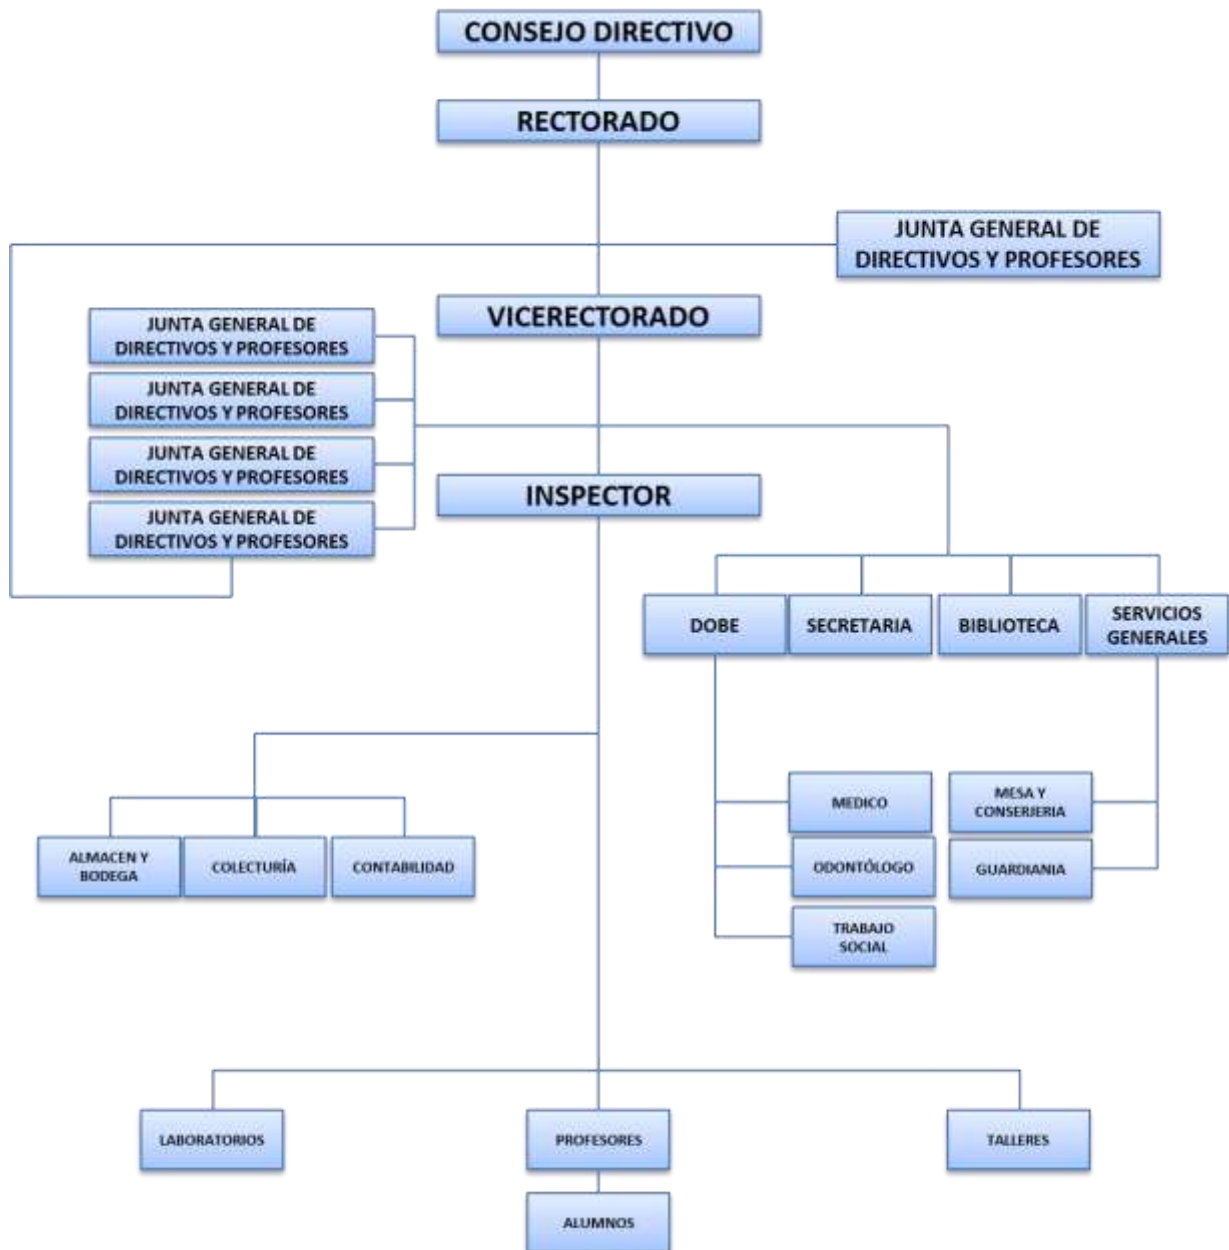 CONSEJO DIRECTIVO
RECTORADO
JUNTA GENERAL DE
DIRECTIVOS Y PROFESORES
VICERECTORADO
JUNTA GENERAL DE
DIRECTIVOS Y PROFESORES
JUNTA GENERAL DE
DIRECTIVOS Y PROFESORES
JUNTA GENERAL DE
DIRECTIVOS Y PROFESORES
INSPECTOR
JUNTA GENERAL DE
DIRECTIVOS Y PROFESORES
DOBE
SECRETARIA
BIBLIOTECA
SERVICIOS
GENERALES
MEDICO
MESA Y
CONSERJERIA
ALMACEN Y
BODEGA
COLECTURÍA
CONTABILIDAD
ODONTÓLOGO
GUARDIANIA
TRABAJO
SOCIAL
LABORATORIOS
PROFESORES
TALLERES
ALUMNOS